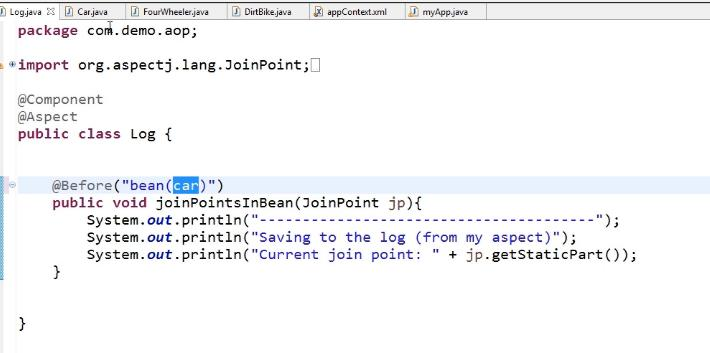 Log.java Car.java FourWheeler.java DirtBike.java appContext.xml myApp.java
package com.demo.aop;
import org.aspectj.lang.JoinPoint;
@Component
@Aspect
public class Log {
@Before("bean(car)")
public void joinPointsInBean(JoinPoint jp){
System.out.println("---------------------------------------");
System.out.println("Saving to the log (from my aspect)");
System.out.println("Current join point: " + jp.getStaticPart());
}
}